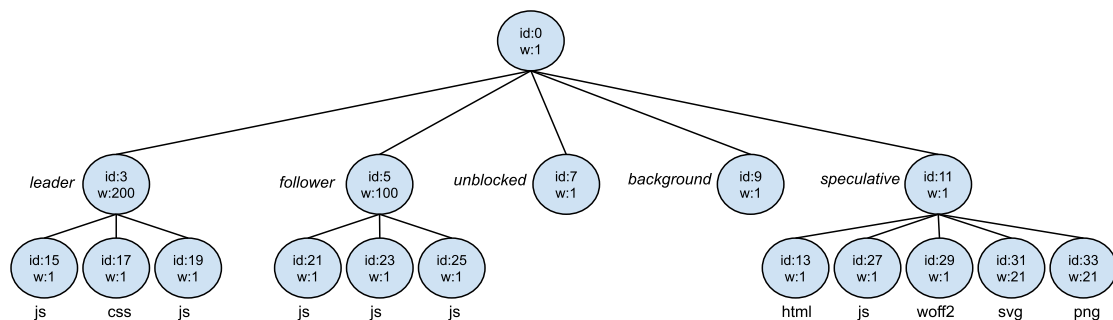 id:0
w:1
leader
id:3
w:200
follower
id:5
w:100
unblocked
id:7
w:1
background
id:9
w:1
speculative
id:11
w:1
id:15
w:1
id:17
w:1
id:19
w:1
id:21
w:1
id:23
w:1
id:25
w:1
id:13
w:1
id:27
w:1
id:29
w:1
id:31
w:21
id:33
w:21
js
css
js
js
js
js
html
js
woff2
svg
png